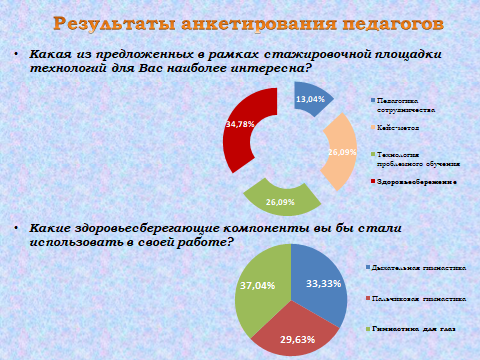 Результаты анкетирования педагогов
• Какая из предложенных в рамках стажировочной площадки
технологий для Вас наиболее интересна?
13,04%
34,78%
26,09%
26,09%
Педагогика
сотрудничества
Кейс-метод
Технология
проблемного обучения
Здоровьесбережение
• Какие здоровьесберегающие компоненты вы бы стали
использовать в своей работе?
37,04%
33,33%
29,63%
Дыхательная гимнастика
Пальчиковая гимнастика
Гимнастика для глаз